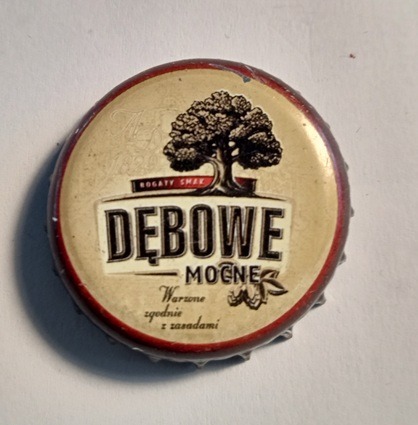 BOGATY SMAK
DĘBOWE
MOCNE
Warzone
zgodnie
z zasadami